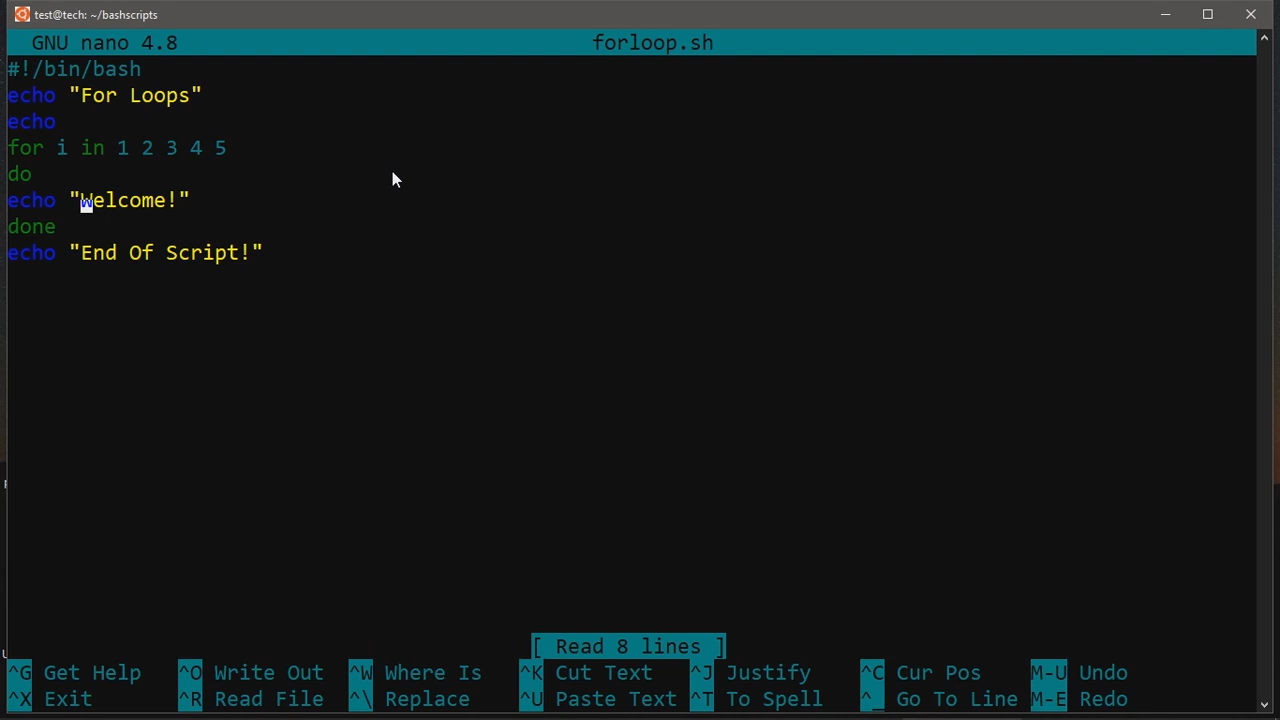 test@tech: ~/bashscripts
GNU nano 4.8 forloop.sh
#!/bin/bash
echo "For Loops"
echo
for i in 1 2 3 4 5
do
echo "Welcome!"
done
echo "End Of Script!"
[ Read 8 lines ]
^G Get Help ^O Write Out ^W Where Is ^K Cut Text ^J Justify ^C Cur Pos M-U Undo
^X Exit ^R Read File ^\ Replace ^U Paste Text ^T To Spell ^_ Go To Line M-E Redo